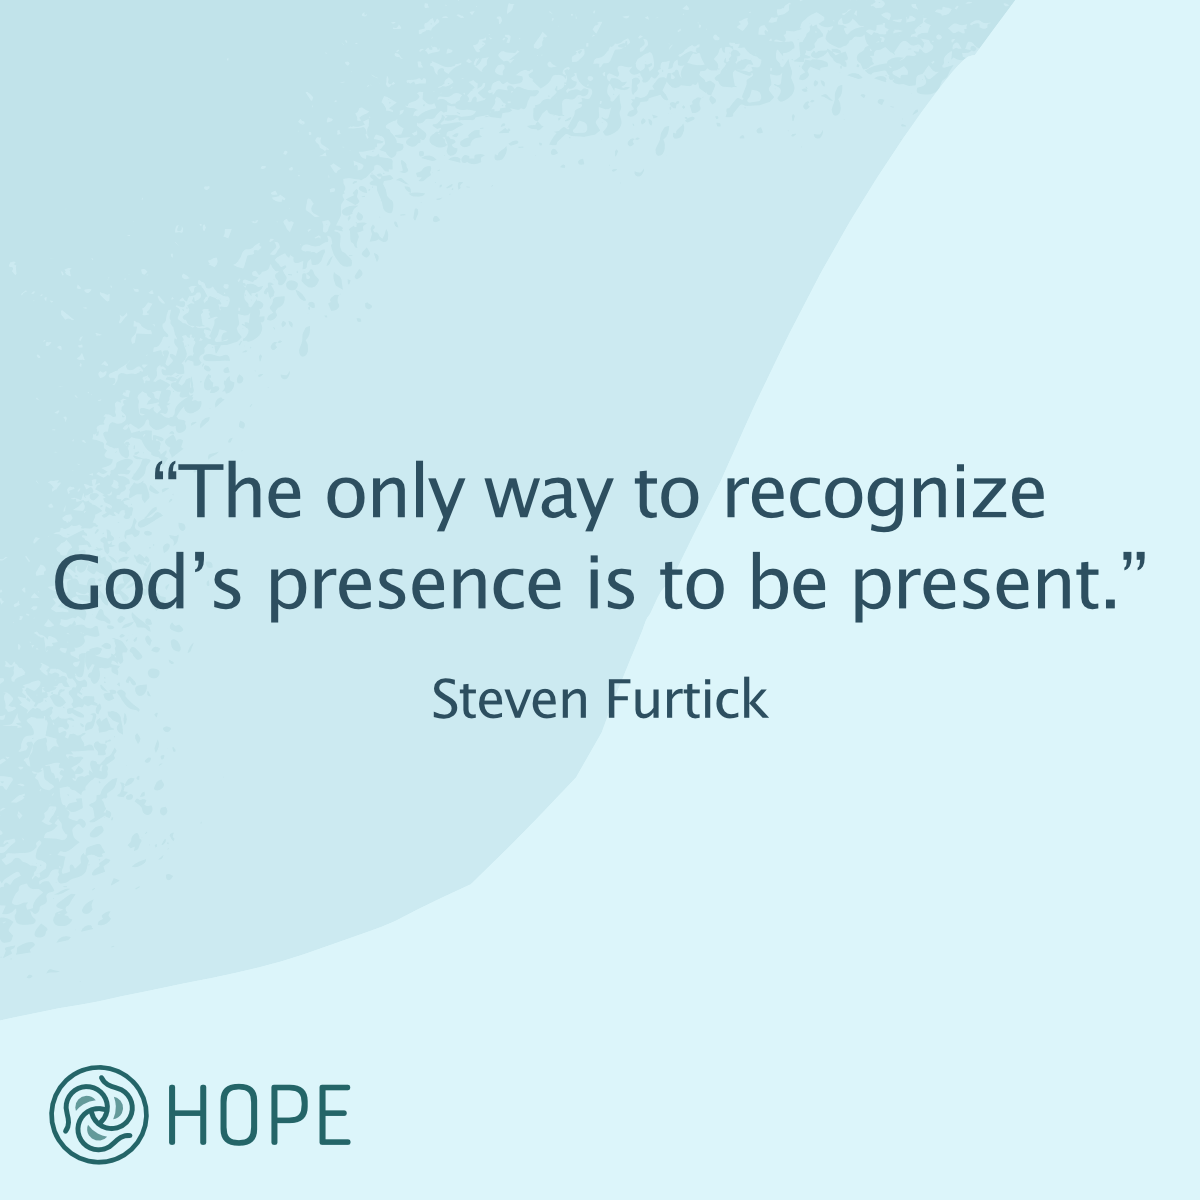 “The only way to recognize
God’s presence is to be present.”
Steven Furtick
HOPE